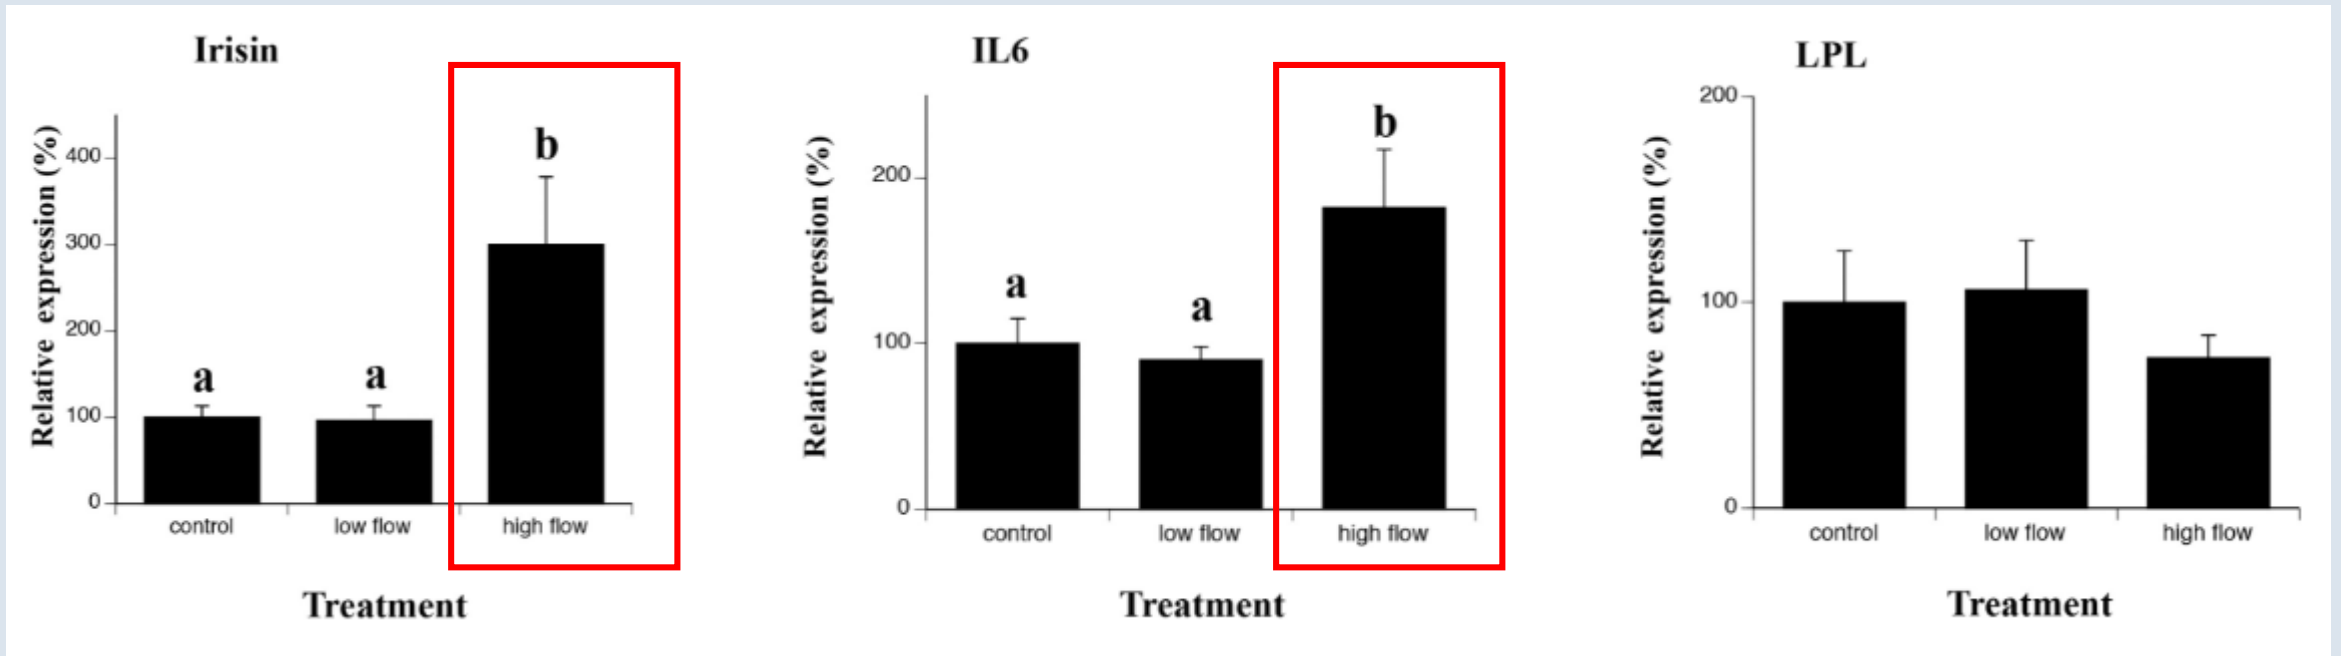 Irisin
Relative expression (%)
400
300
200
100
0
a
a
b
control
low flow
high flow
Treatment
IL6
Relative expression (%)
200
100
0
a
a
b
control
low flow
high flow
Treatment
LPL
Relative expression (%)
200
100
0
control
low flow
high flow
Treatment